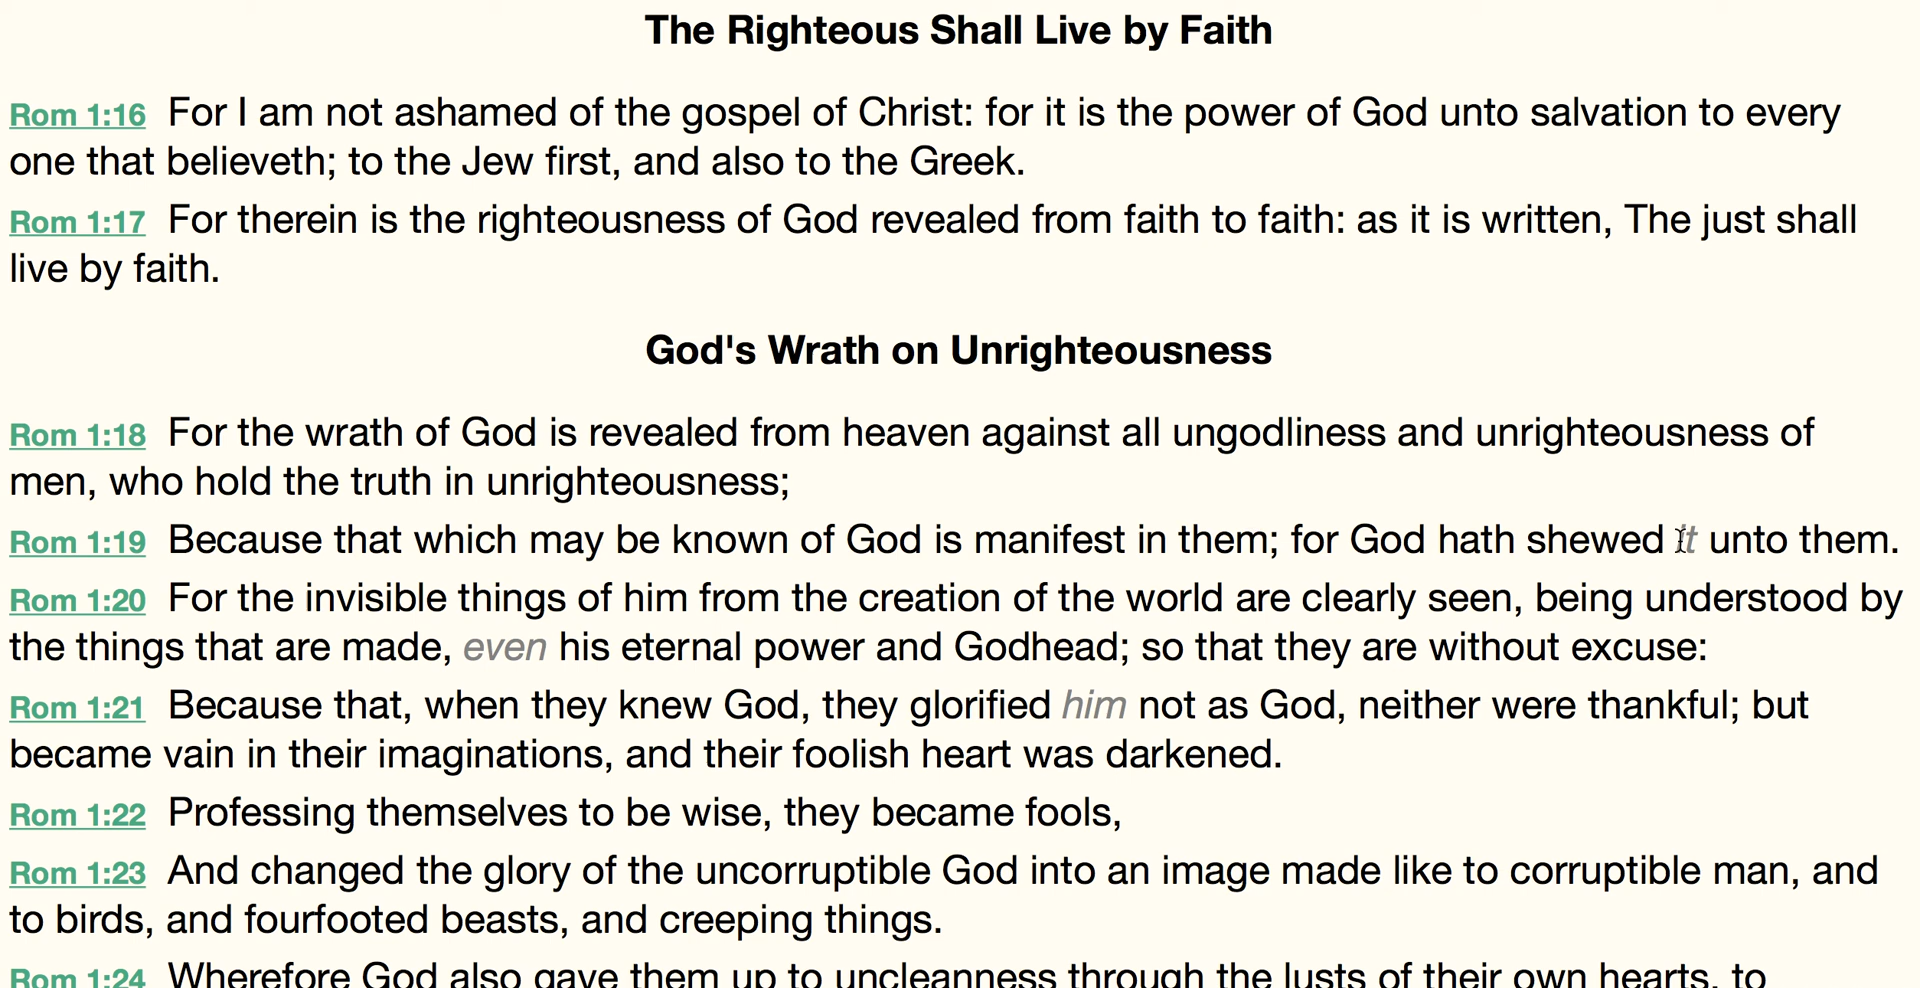 The Righteous Shall Live by Faith
Rom 1:16 For I am not ashamed of the gospel of Christ: for it is the power of God unto salvation to every
one that believeth; to the Jew first, and also to the Greek.
Rom 1:17 For therein is the righteousness of God revealed from faith to faith: as it is written, The just shall
live by faith.
God's Wrath on Unrighteousness
Rom 1:18 For the wrath of God is revealed from heaven against all ungodliness and unrighteousness of
men, who hold the truth in unrighteousness;
Rom 1:19 Because that which may be known of God is manifest in them; for God hath shewed it unto them.
Rom 1:20 For the invisible things of him from the creation of the world are clearly seen, being understood by
the things that are made, even his eternal power and Godhead; so that they are without excuse:
Rom 1:21 Because that, when they knew God, they glorified him not as God, neither were thankful; but
became vain in their imaginations, and their foolish heart was darkened.
Rom 1:22 Professing themselves to be wise, they became fools,
Rom 1:23 And changed the glory of the uncorruptible God into an image made like to corruptible man, and
to birds, and fourfooted beasts, and creeping things.
Rom 1:24 Wherefore God also gave them up to uncleanness through the lusts of their own hearts, to